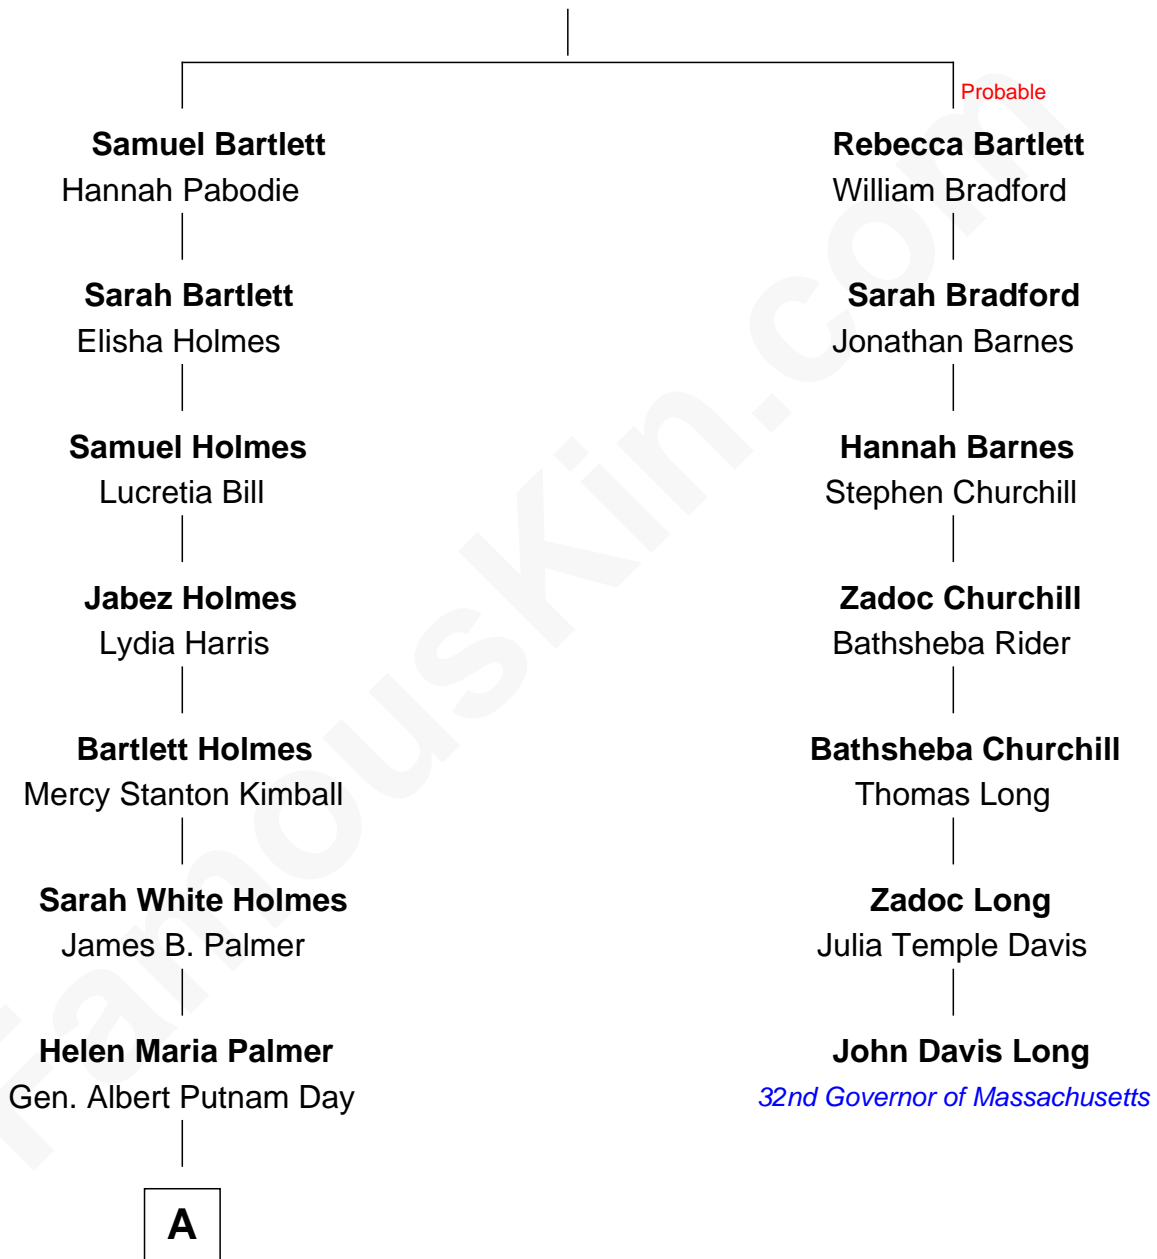 Probable
Samuel Bartlett
Hannah Pabodie
Rebecca Bartlett
William Bradford
Sarah Bartlett
Elisha Holmes
Sarah Bradford
Jonathan Barnes
Samuel Holmes
Lucretia Bill
Hannah Barnes
Stephen Churchill
Jabez Holmes
Lydia Harris
Zadoc Churchill
Bathsheba Rider
Bartlett Holmes
Mercy Stanton Kimball
Bathsheba Churchill
Thomas Long
Sarah White Holmes
James B. Palmer
Zadoc Long
Julia Temple Davis
Helen Maria Palmer
Gen. Albert Putnam Day
John Davis Long
32nd Governor of Massachusetts
A
FamousKin.com